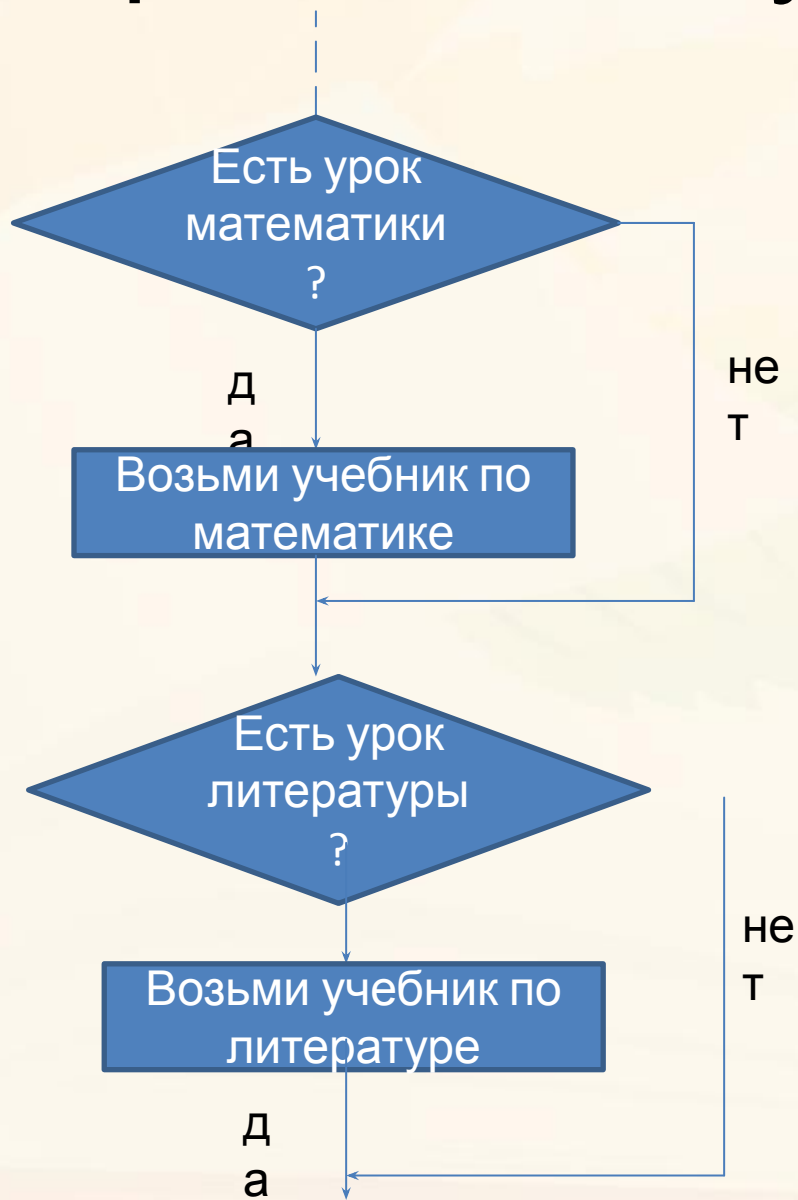 Есть урок
математики
?
д
а
не
т
Возьми учебник по
математике
Есть урок
литературы
?
не
т
Возьми учебник по
литературе
д
а